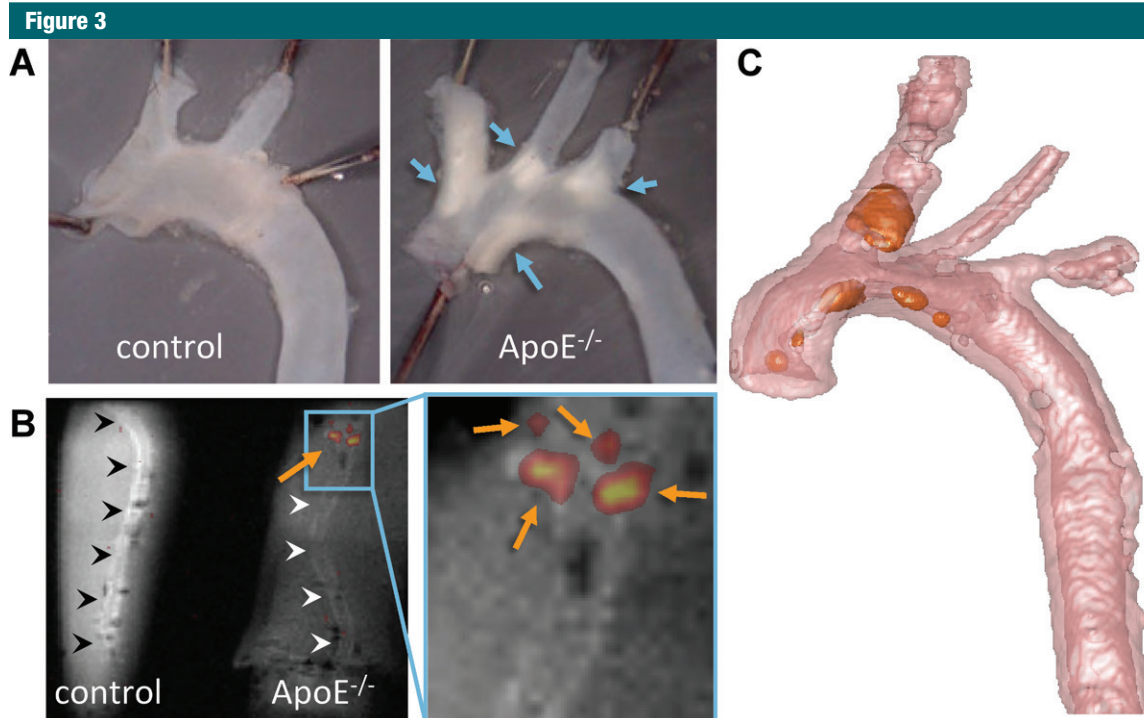 Figure 3
A
control
ApoE-/-
B
control
ApoE-/-
C